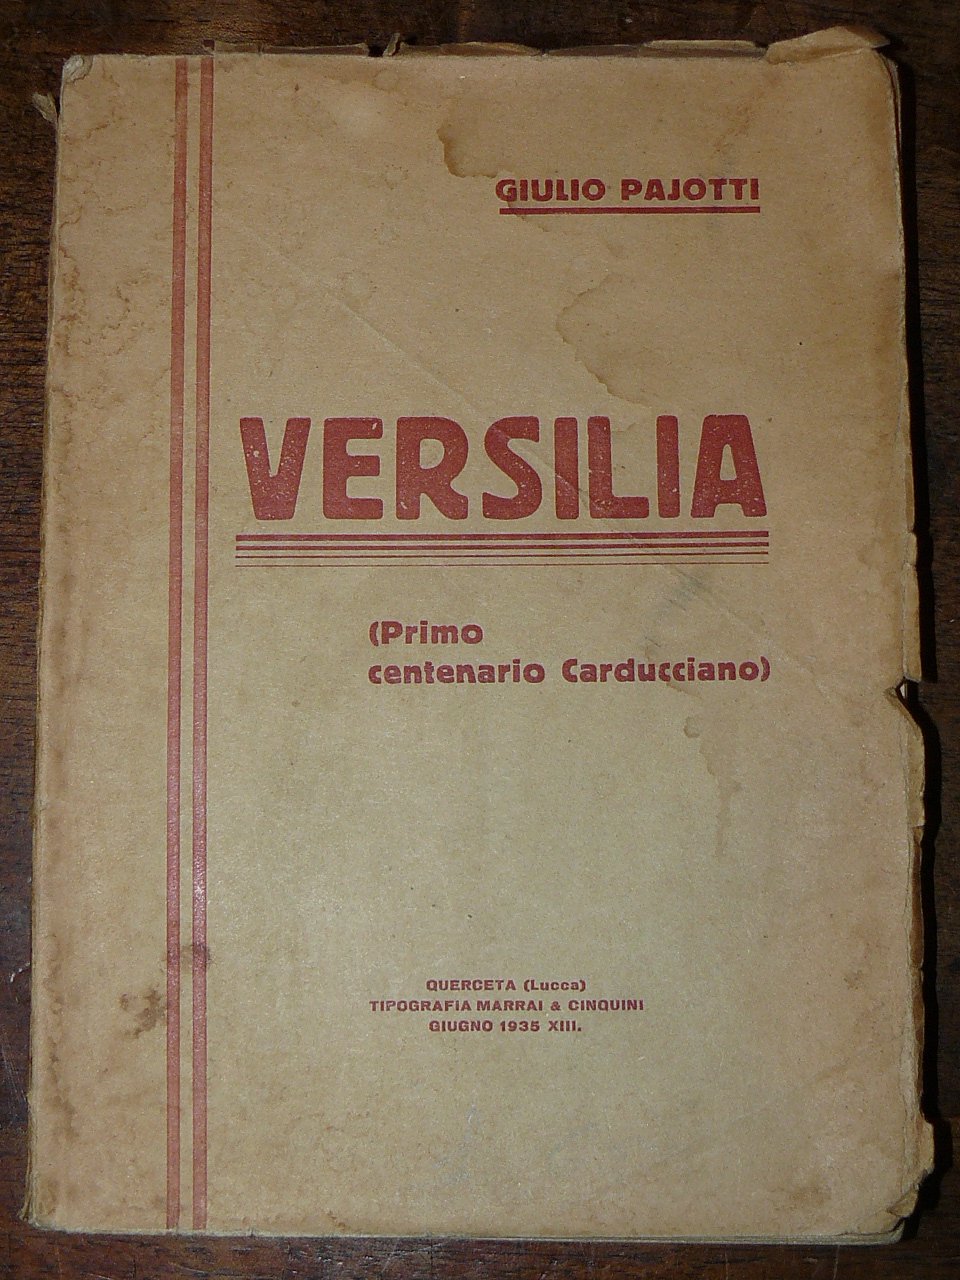 GIULIO PAJOTTI
VERSILIA
(Primo
centenario Carducciano)
QUERCETA (Lucca)
TIPOGRAFIA MARRAI & CINQUINI
GIUGNO 1935 XIII.